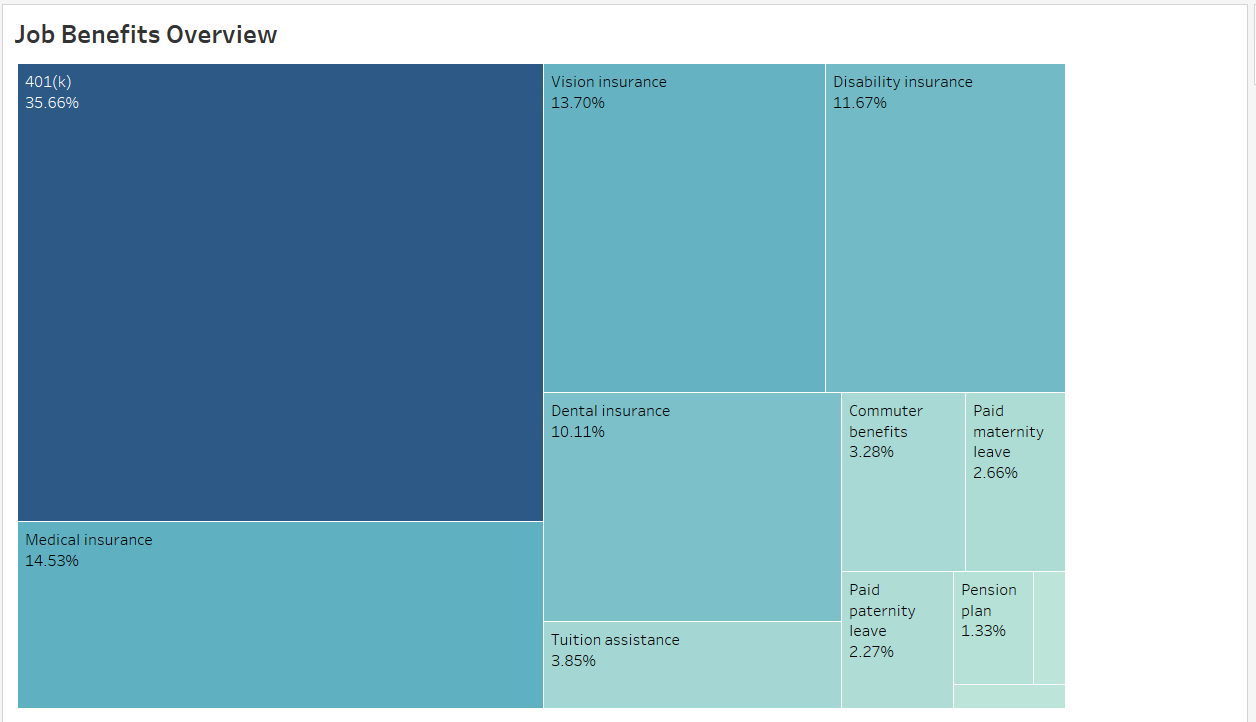 Job Benefits Overview
401(k)
35.66%
Vision insurance
13.70%
Disability insurance
11.67%
Medical insurance
14.53%
Dental insurance
10.11%
Tuition assistance
3.85%
Commuter
benefits
3.28%
Paid
maternity
leave
2.66%
Paid
paternity
leave
2.27%
Pension
plan
1.33%